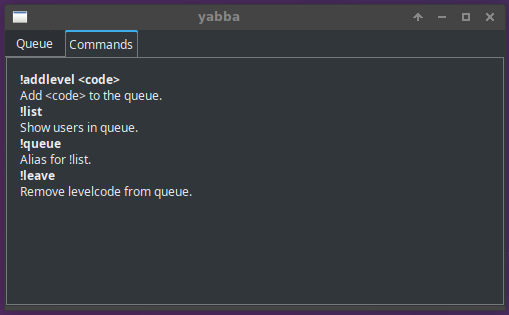 yabba
Queue
Commands
!addlevel <code>
Add <code> to the queue.
!list
Show users in queue.
!queue
Alias for !list.
!leave
Remove levelcode from queue.